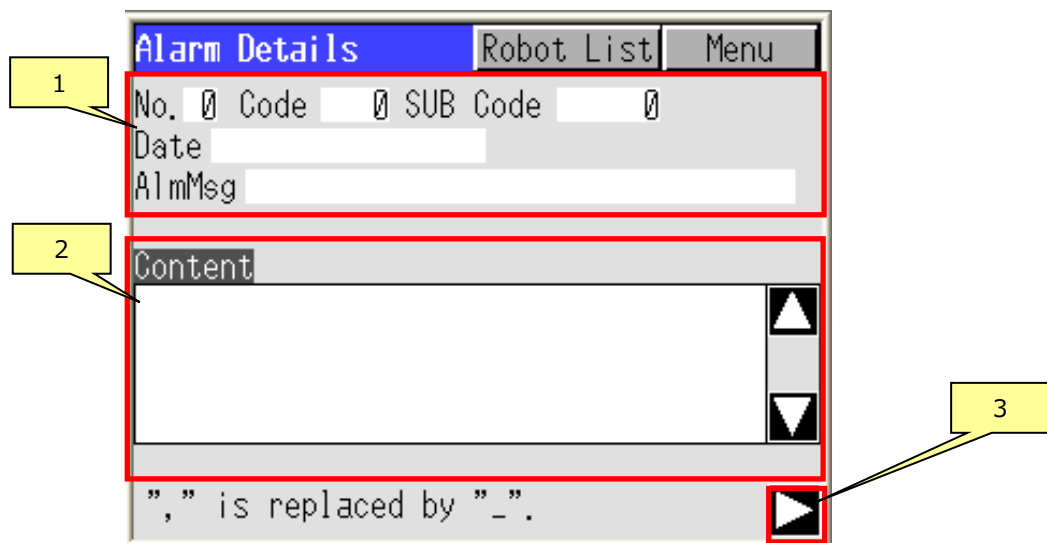 Alarm Details Robot List Menu
1
No. 0 Code 0 SUB Code 0
Date
AlmMsg
2
Content
3
”,” is replaced by ”_”.